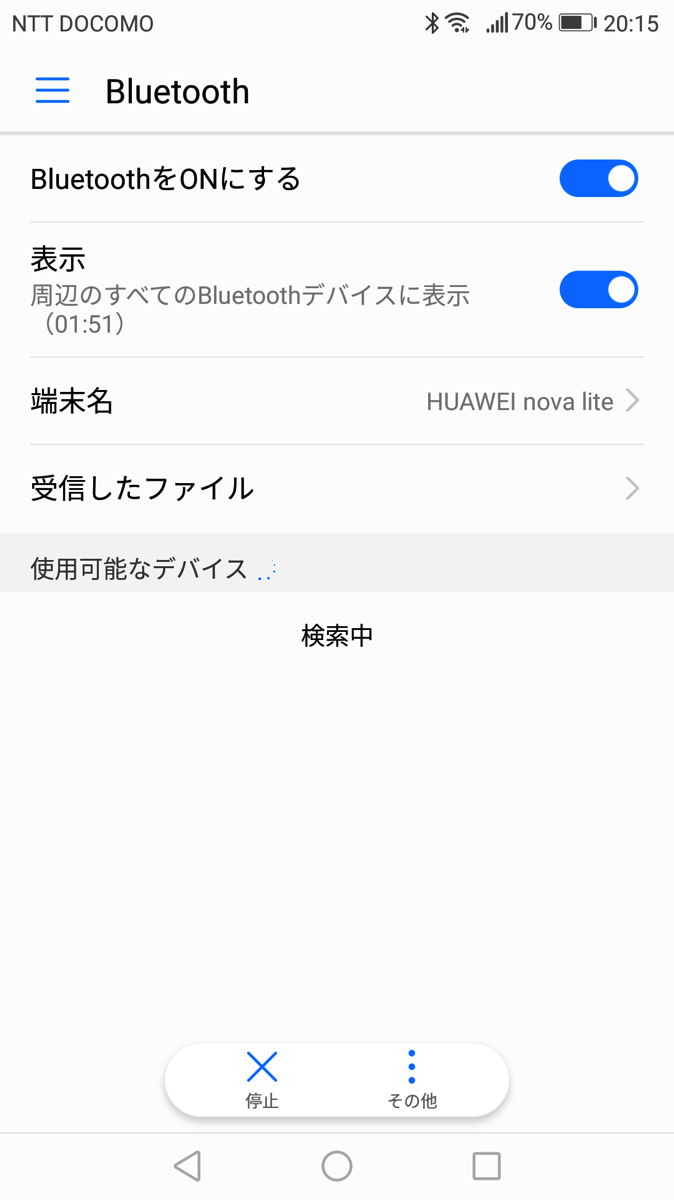 NTT DOCOMO 70% 20:15
Bluetooth
BluetoothをONにする
表示
周辺のすべてのBluetoothデバイスに表示
（01:51）
端末名 HUAWEI nova lite
受信したファイル
使用可能なデバイス
検索中
停止 その他